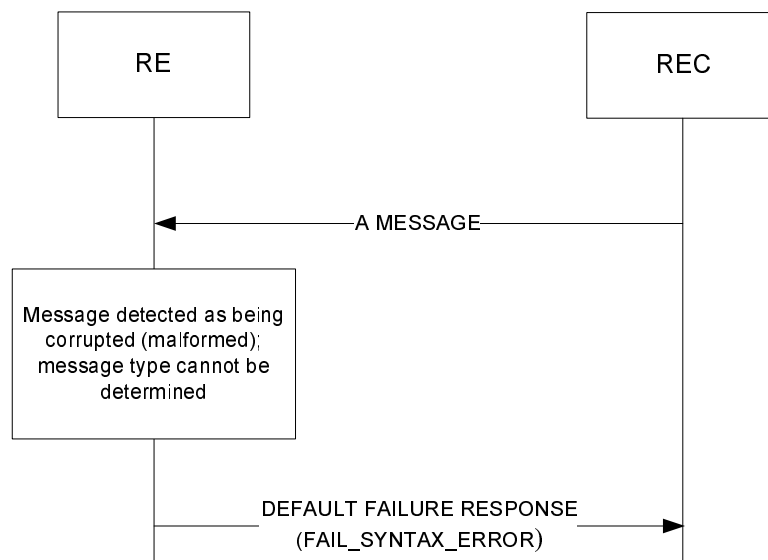 RE
REC
A MESSAGE
Message detected as being
corrupted (malformed);
message type cannot be
determined
DEFAULT FAILURE RESPONSE
(FAIL_SYNTAX_ERROR)